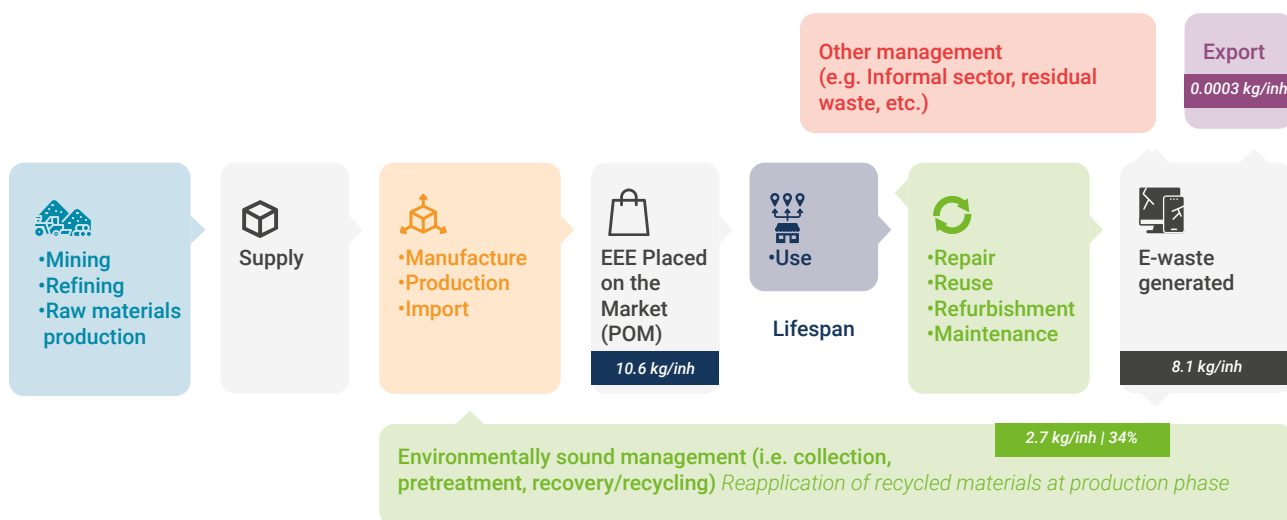 Other management
(e.g. Informal sector, residual
waste, etc.)
Export
0.0003 kg/inh
•Mining
•Refining
•Raw materials
production
Supply
•Manufacture
•Production
•Import
EEE Placed
on the
Market
(POM)
10.6 kg/inh
•Use
Lifespan
•Repair
•Reuse
•Refurbishment
•Maintenance
E-waste
generated
8.1 kg/inh
2.7 kg/inh | 34%
Environmentally sound management (i.e. collection,
pretreatment, recovery/recycling) Reapplication of recycled materials at production phase